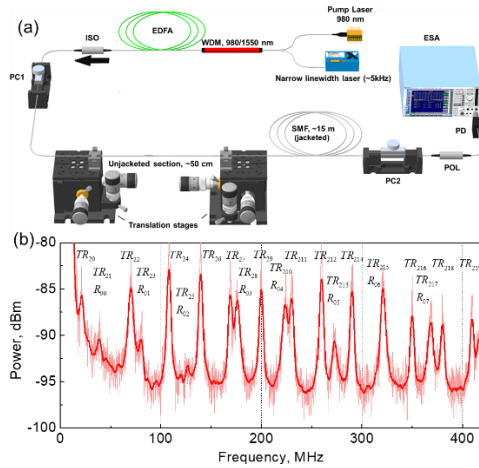 (a)
ISO
EDFA
WDM, 980/1550 nm
Pump Laser
980 nm
Narrow linewidth laser (~5kHz)
ESA
PC1
SMF, ~15 m
(jacketed)
PD
Unjacketed section, ~50 cm
Translation stages
PC2
POL
(b)
-80
-85
-90
-95
-100
Power, dBm
TR20
TR21
R00
TR22
TR23
R01
TR24
TR25
R02
TR26
TR27
TR28
R03
TR29
TR210
R04
TR211
TR212
TR213
R05
TR214
TR215
R06
TR216
TR217
R07
TR218
0
100
200
300
400
Frequency, MHz